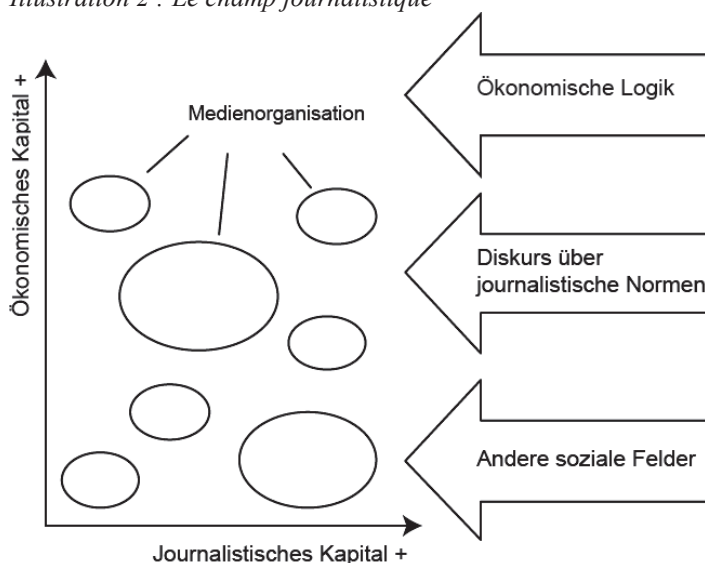 Illustration 2 : Le champ journalistique
Ökonomisches Kapital +
Medienorganisation
Ökonomische Logik
Diskurs über
journalistische Normen
Andere soziale Felder
Journalistisches Kapital +